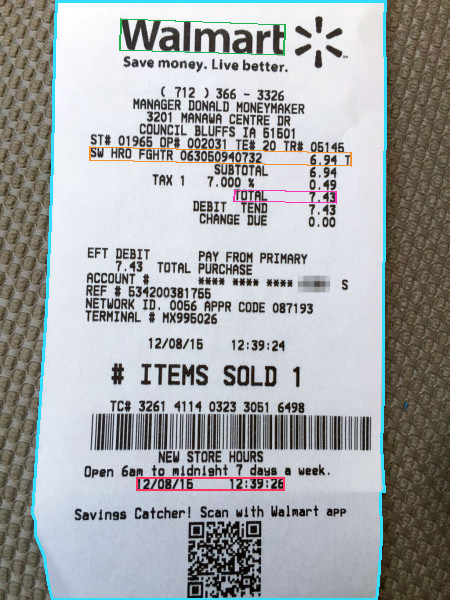 Walmart
Save money. Live better.
( 712 ) 366 - 3326
MANAGER DONALD MONEYMAKER
3201 MANAWA CENTRE DR
COUNCIL BLUFFS IA 51501
ST# 01965 OP# 002031 TE# 20 TR# 05145
SW HRO FGHTR 063050940732 6.94 T
SUBTOTAL 6.94
TAX 1 7.000 % 0.49
TOTAL 7.43
DEBIT TEND 7.43
CHANGE DUE 0.00
EFT DEBIT PAY FROM PRIMARY
7.43 TOTAL PURCHASE
ACCOUNT # **** **** **** S
REF # 534200381755
NETWORK ID. 0056 APPR CODE 087193
TERMINAL # MX995026
12/08/15 12:39:24
# ITEMS SOLD 1
TC# 3261 4114 0323 3051 6498
NEW STORE HOURS
Open 6am to midnight 7 days a week.
12/08/15 12:39:26
Savings Catcher! Scan with Walmart app